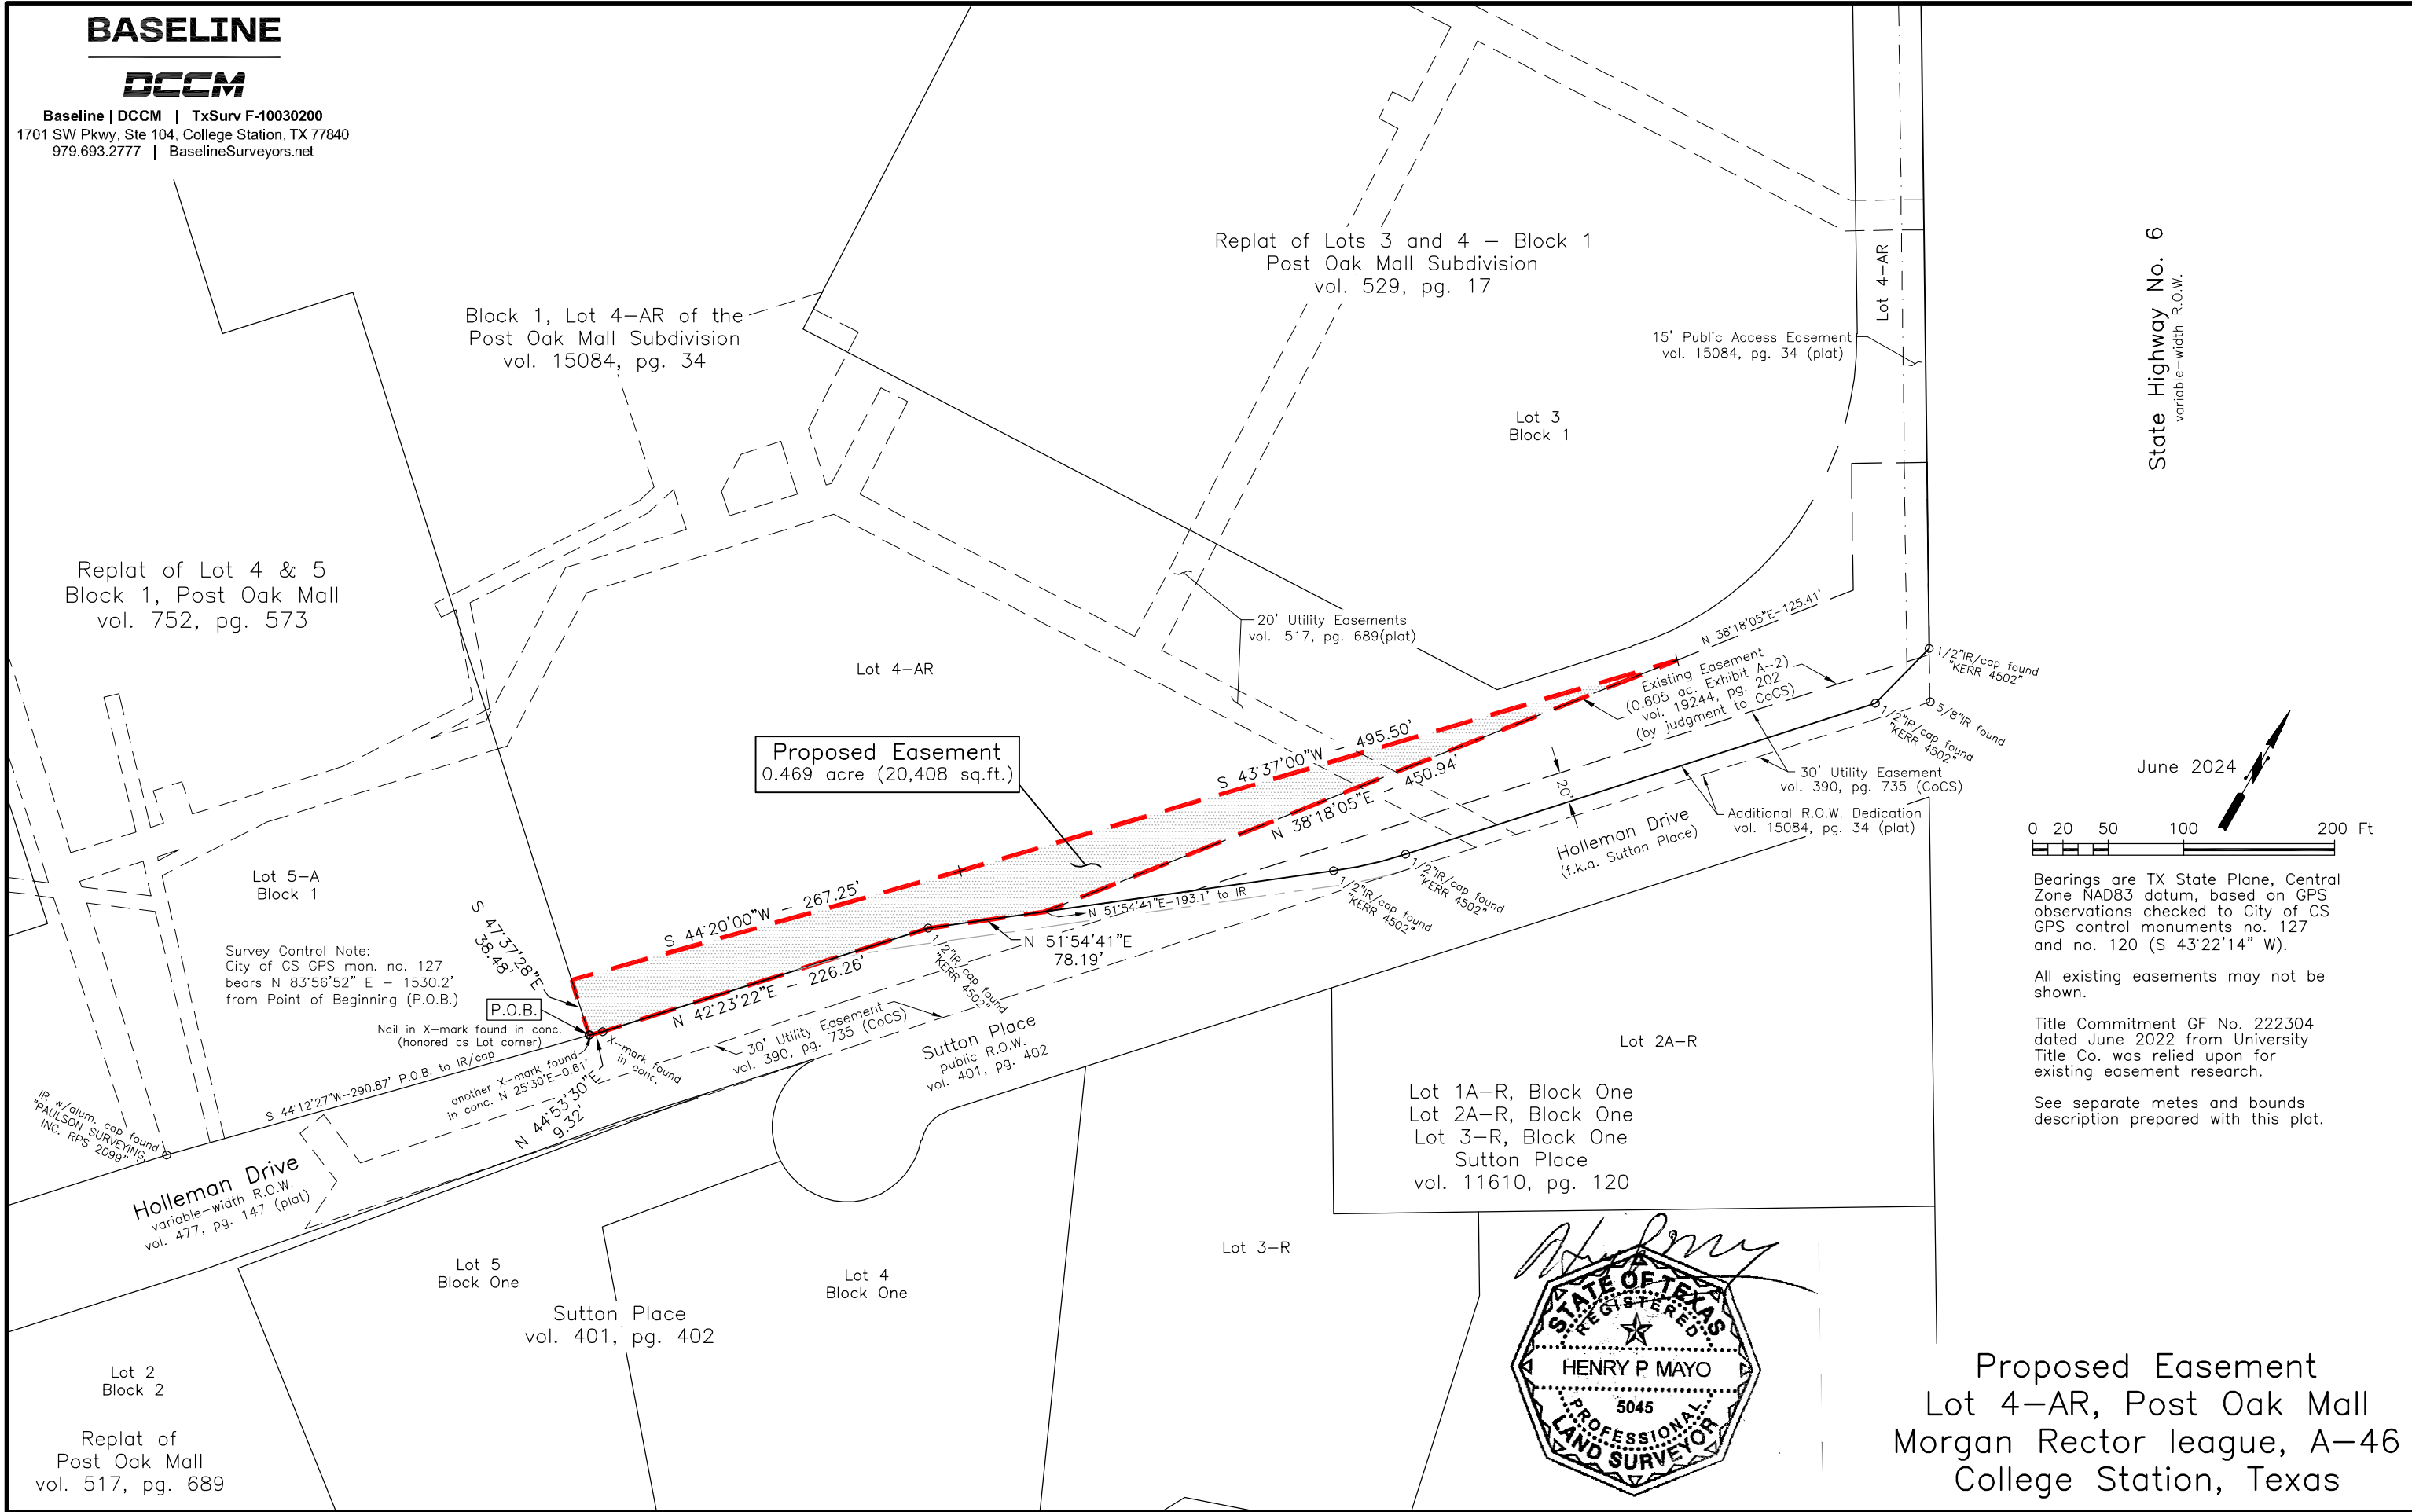 BASELINE
DCCM
Baseline | DCCM | TxSurv F-10030200
1701 SW Pkwy, Ste 104, College Station, TX 77840
979.693.2777 | BaselineSurveyors.net
Replat of Lots 3 and 4 – Block 1
Post Oak Mall Subdivision
vol. 529, pg. 17
Block 1, Lot 4-AR of the
Post Oak Mall Subdivision
vol. 15084, pg. 34
Lot 4-AR
15' Public Access Easement
vol. 15084, pg. 34 (plat)
State Highway No. 6
variable-width R.O.W.
Lot 3
Block 1
Replat of Lot 4 & 5
Block 1, Post Oak Mall
vol. 752, pg. 573
20' Utility Easements
vol. 517, pg. 689(plat)
Lot 4-AR
N 38°18'05"E-125.41'
Existing Easement
(0.605 ac. Exhibit A-2)
vol. 19244, pg. 202
(by judgment to CoCS)
1/2"IR/cap found
"KERR 4502"
5/8"IR found
1/2"IR/cap found
"KERR 4502"
Proposed Easement
0.469 acre (20,408 sq.ft.)
S 43°37'00"W - 495.50'
N 38°18'05"E - 450.94'
20'
30' Utility Easement
vol. 390, pg. 735 (CoCS)
Additional R.O.W. Dedication
vol. 15084, pg. 34 (plat)
Holleman Drive
(f.k.a. Sutton Place)
June 2024
0 20 50 100 200 Ft
Bearings are TX State Plane, Central
Zone NAD83 datum, based on GPS
observations checked to City of CS
GPS control monuments no. 127
and no. 120 (S 43°22'14" W).
All existing easements may not be
shown.
Title Commitment GF No. 222304
dated June 2022 from University
Title Co. was relied upon for
existing easement research.
See separate metes and bounds
description prepared with this plat.
Lot 5-A
Block 1
S 44°20'00"W - 267.25'
1/2"IR/cap found
"KERR 4502"
1/2"IR/cap found
"KERR 4502"
N 51°54'41"E-193.1' to IR
N 51°54'41"E
78.19'
S 47°37'28"E
38.48'
Survey Control Note:
City of CS GPS mon. no. 127
bears N 83°56'52" E - 1530.2'
from Point of Beginning (P.O.B.)
P.O.B.
Nail in X-mark found in conc.
(honored as Lot corner)
N 42°23'22"E - 226.26'
1/2"IR/cap found
"KERR 4502"
30' Utility Easement
vol. 390, pg. 735 (CoCS)
Sutton Place
public R.O.W.
vol. 401, pg. 402
X-mark found
in conc.
another X-mark found
in conc. N 25°30'E-0.61'
N 44°53'30"E
9.32'
S 44°12'27"W-290.87' P.O.B. to IR/cap
IR w/alum. cap found
"PAULSON SURVEYING,
INC. RPS 2099"
Holleman Drive
variable-width R.O.W.
vol. 477, pg. 147 (plat)
Lot 2A-R
Lot 1A-R, Block One
Lot 2A-R, Block One
Lot 3-R, Block One
Sutton Place
vol. 11610, pg. 120
Lot 3-R
Lot 5
Block One
Lot 4
Block One
Sutton Place
vol. 401, pg. 402
Lot 2
Block 2
Replat of
Post Oak Mall
vol. 517, pg. 689
STATE OF TEXAS
REGISTERED
HENRY P MAYO
5045
PROFESSIONAL
LAND SURVEYOR
Proposed Easement
Lot 4-AR, Post Oak Mall
Morgan Rector league, A-46
College Station, Texas